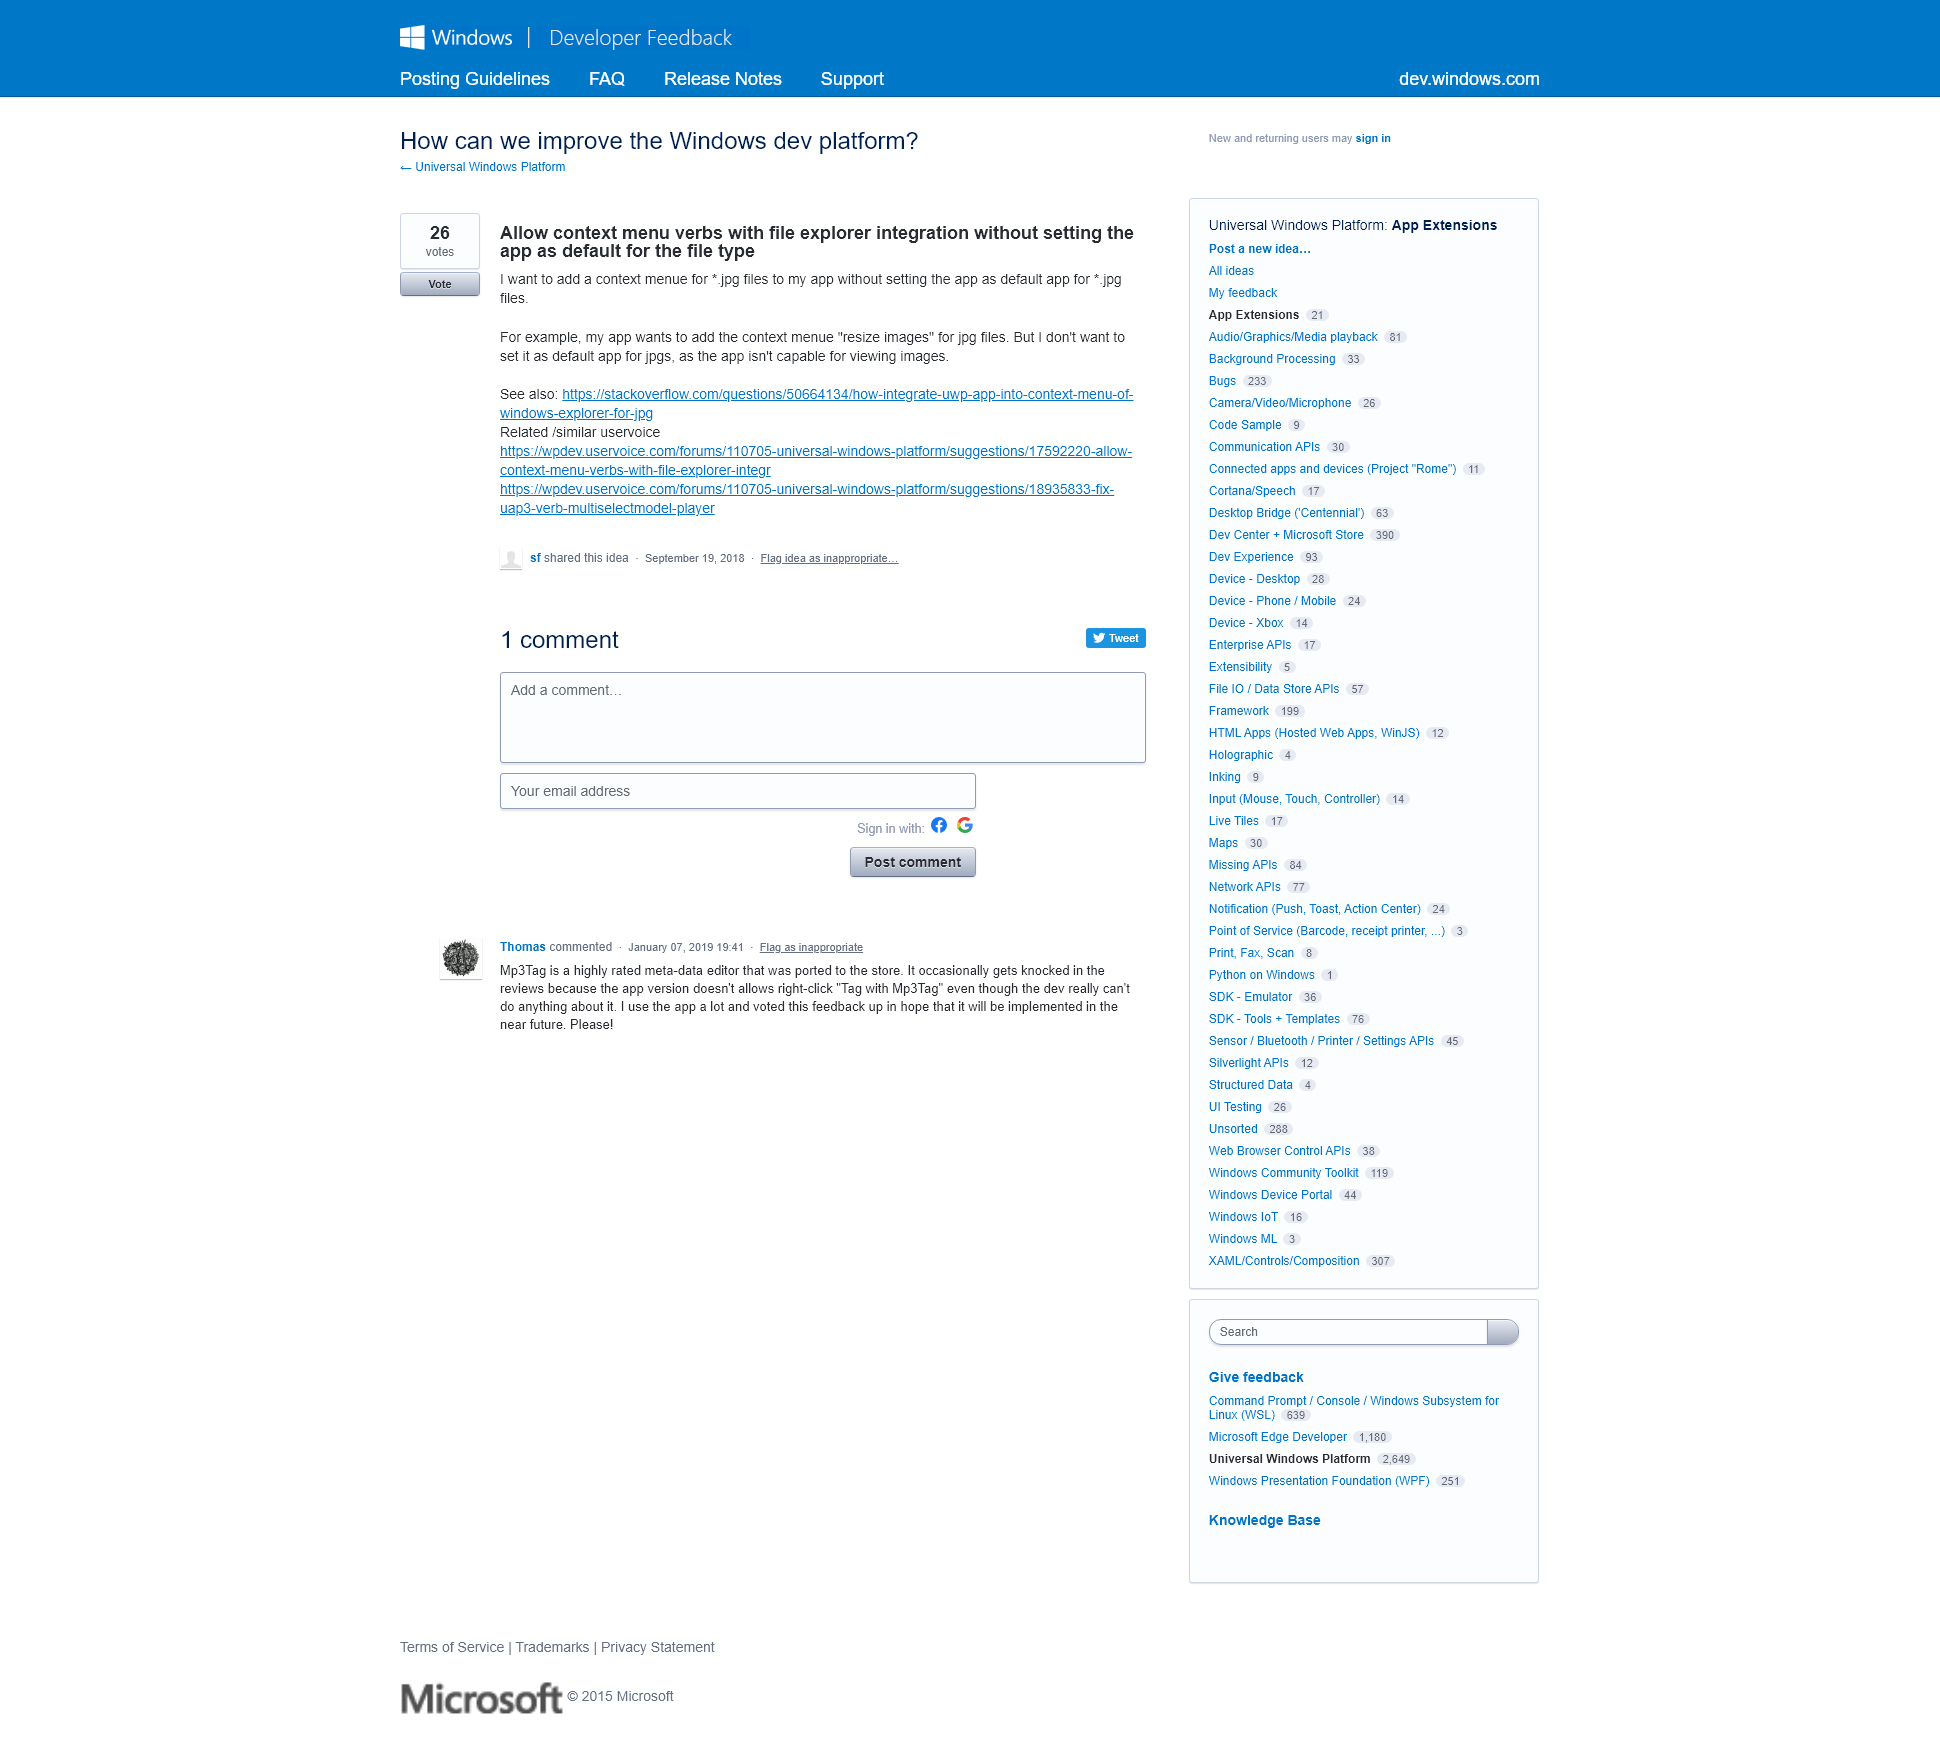 Windows | Developer Feedback
Posting Guidelines FAQ Release Notes Support dev.windows.com
How can we improve the Windows dev platform?
← Universal Windows Platform
New and returning users may sign in
26
votes
Vote
Allow context menu verbs with file explorer integration without setting the
app as default for the file type
I want to add a context menue for *.jpg files to my app without setting the app as default app for *.jpg
files.
For example, my app wants to add the context menue "resize images" for jpg files. But I don't want to
set it as default app for jpgs, as the app isn't capable for viewing images.
See also: https://stackoverflow.com/questions/50664134/how-integrate-uwp-app-into-context-menu-of-
windows-explorer-for-jpg
Related /similar uservoice
https://wpdev.uservoice.com/forums/110705-universal-windows-platform/suggestions/17592220-allow-
context-menu-verbs-with-file-explorer-integr
https://wpdev.uservoice.com/forums/110705-universal-windows-platform/suggestions/18935833-fix-
uap3-verb-multiselectmodel-player
sf shared this idea · September 19, 2018 · Flag idea as inappropriate…
1 comment
Tweet
Add a comment…
Your email address
Sign in with:
Post comment
Thomas commented · January 07, 2019 19:41 · Flag as inappropriate
Mp3Tag is a highly rated meta-data editor that was ported to the store. It occasionally gets knocked in the
reviews because the app version doesn't allows right-click "Tag with Mp3Tag" even though the dev really can't
do anything about it. I use the app a lot and voted this feedback up in hope that it will be implemented in the
near future. Please!
Universal Windows Platform: App Extensions
Post a new idea…
All ideas
My feedback
App Extensions 21
Audio/Graphics/Media playback 81
Background Processing 33
Bugs 233
Camera/Video/Microphone 26
Code Sample 9
Communication APIs 30
Connected apps and devices (Project "Rome") 11
Cortana/Speech 17
Desktop Bridge ('Centennial') 63
Dev Center + Microsoft Store 390
Dev Experience 93
Device - Desktop 28
Device - Phone / Mobile 24
Device - Xbox 14
Enterprise APIs 17
Extensibility 5
File IO / Data Store APIs 57
Framework 199
HTML Apps (Hosted Web Apps, WinJS) 12
Holographic 4
Inking 9
Input (Mouse, Touch, Controller) 14
Live Tiles 17
Maps 30
Missing APIs 84
Network APIs 77
Notification (Push, Toast, Action Center) 24
Point of Service (Barcode, receipt printer, ...) 3
Print, Fax, Scan 8
Python on Windows 1
SDK - Emulator 36
SDK - Tools + Templates 76
Sensor / Bluetooth / Printer / Settings APIs 45
Silverlight APIs 12
Structured Data 4
UI Testing 26
Unsorted 288
Web Browser Control APIs 38
Windows Community Toolkit 119
Windows Device Portal 44
Windows IoT 16
Windows ML 3
XAML/Controls/Composition 307
Search
Give feedback
Command Prompt / Console / Windows Subsystem for
Linux (WSL) 639
Microsoft Edge Developer 1,180
Universal Windows Platform 2,649
Windows Presentation Foundation (WPF) 251
Knowledge Base
Terms of Service | Trademarks | Privacy Statement
Microsoft © 2015 Microsoft